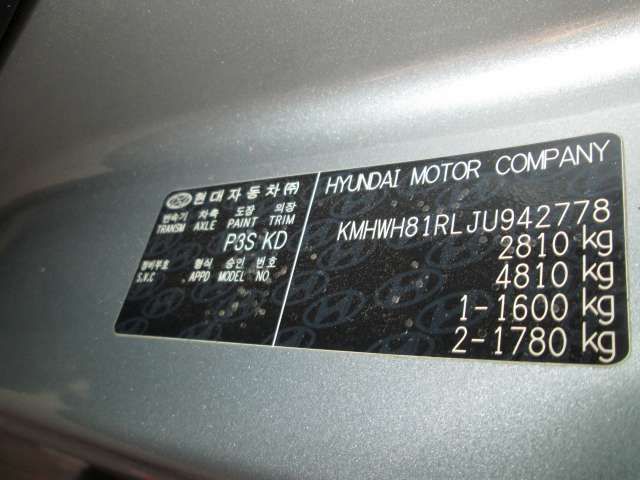 현대자동차㈜
변속기 차축 도장 의장
TRANSM AXLE PAINT TRIM
P3S KD
정비부호 형식 승인 번호
S.V.C APPD MODEL NO.
HYUNDAI MOTOR COMPANY
KMHWH81RLJU942778
2810 kg
4810 kg
1-1600 kg
2-1780 kg